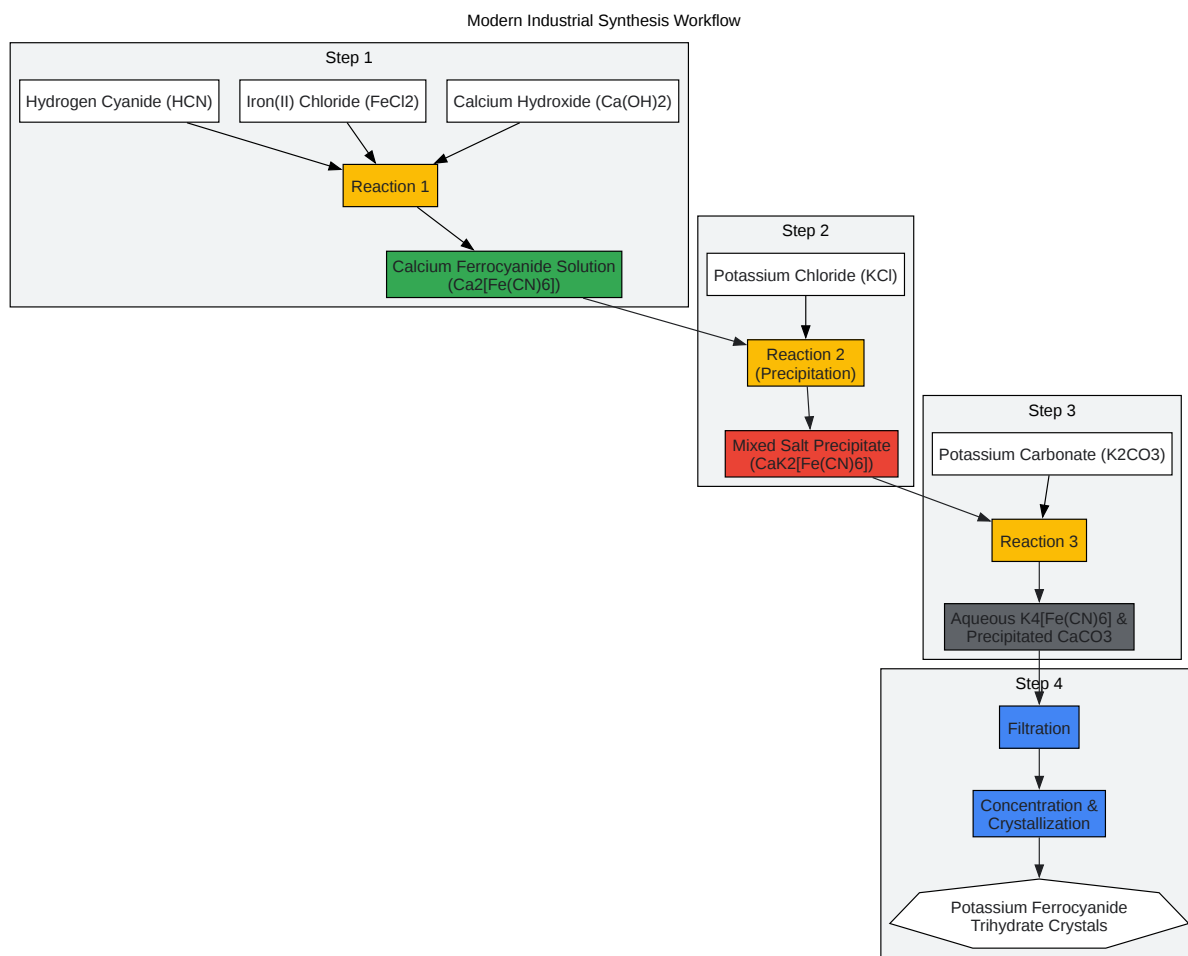 Modern Industrial Synthesis Workflow
Step 1
Hydrogen Cyanide (HCN)
Iron(II) Chloride (FeCl2)
Calcium Hydroxide (Ca(OH)2)
Reaction 1
Calcium Ferrocyanide Solution
(Ca2[Fe(CN)6])
Step 2
Potassium Chloride (KCl)
Reaction 2
(Precipitation)
Mixed Salt Precipitate
(CaK2[Fe(CN)6])
Step 3
Potassium Carbonate (K2CO3)
Reaction 3
Aqueous K4[Fe(CN)6] &
Precipitated CaCO3
Step 4
Filtration
Concentration &
Crystallization
Potassium Ferrocyanide
Trihydrate Crystals